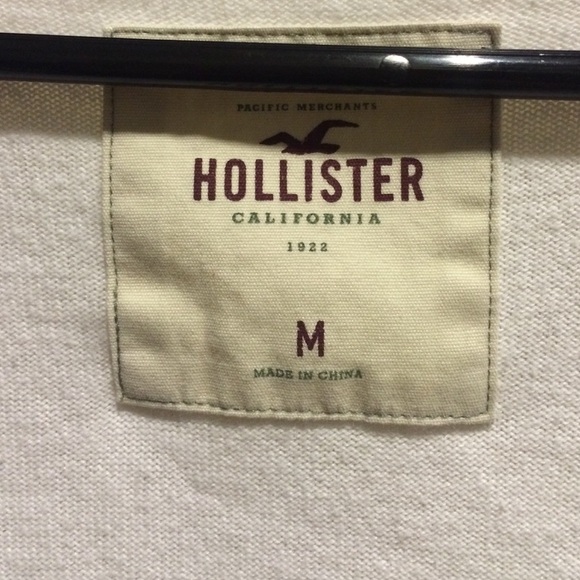 PACIFIC MERCHANTS
HOLLISTER
CALIFORNIA
1922
M
MADE IN CHINA